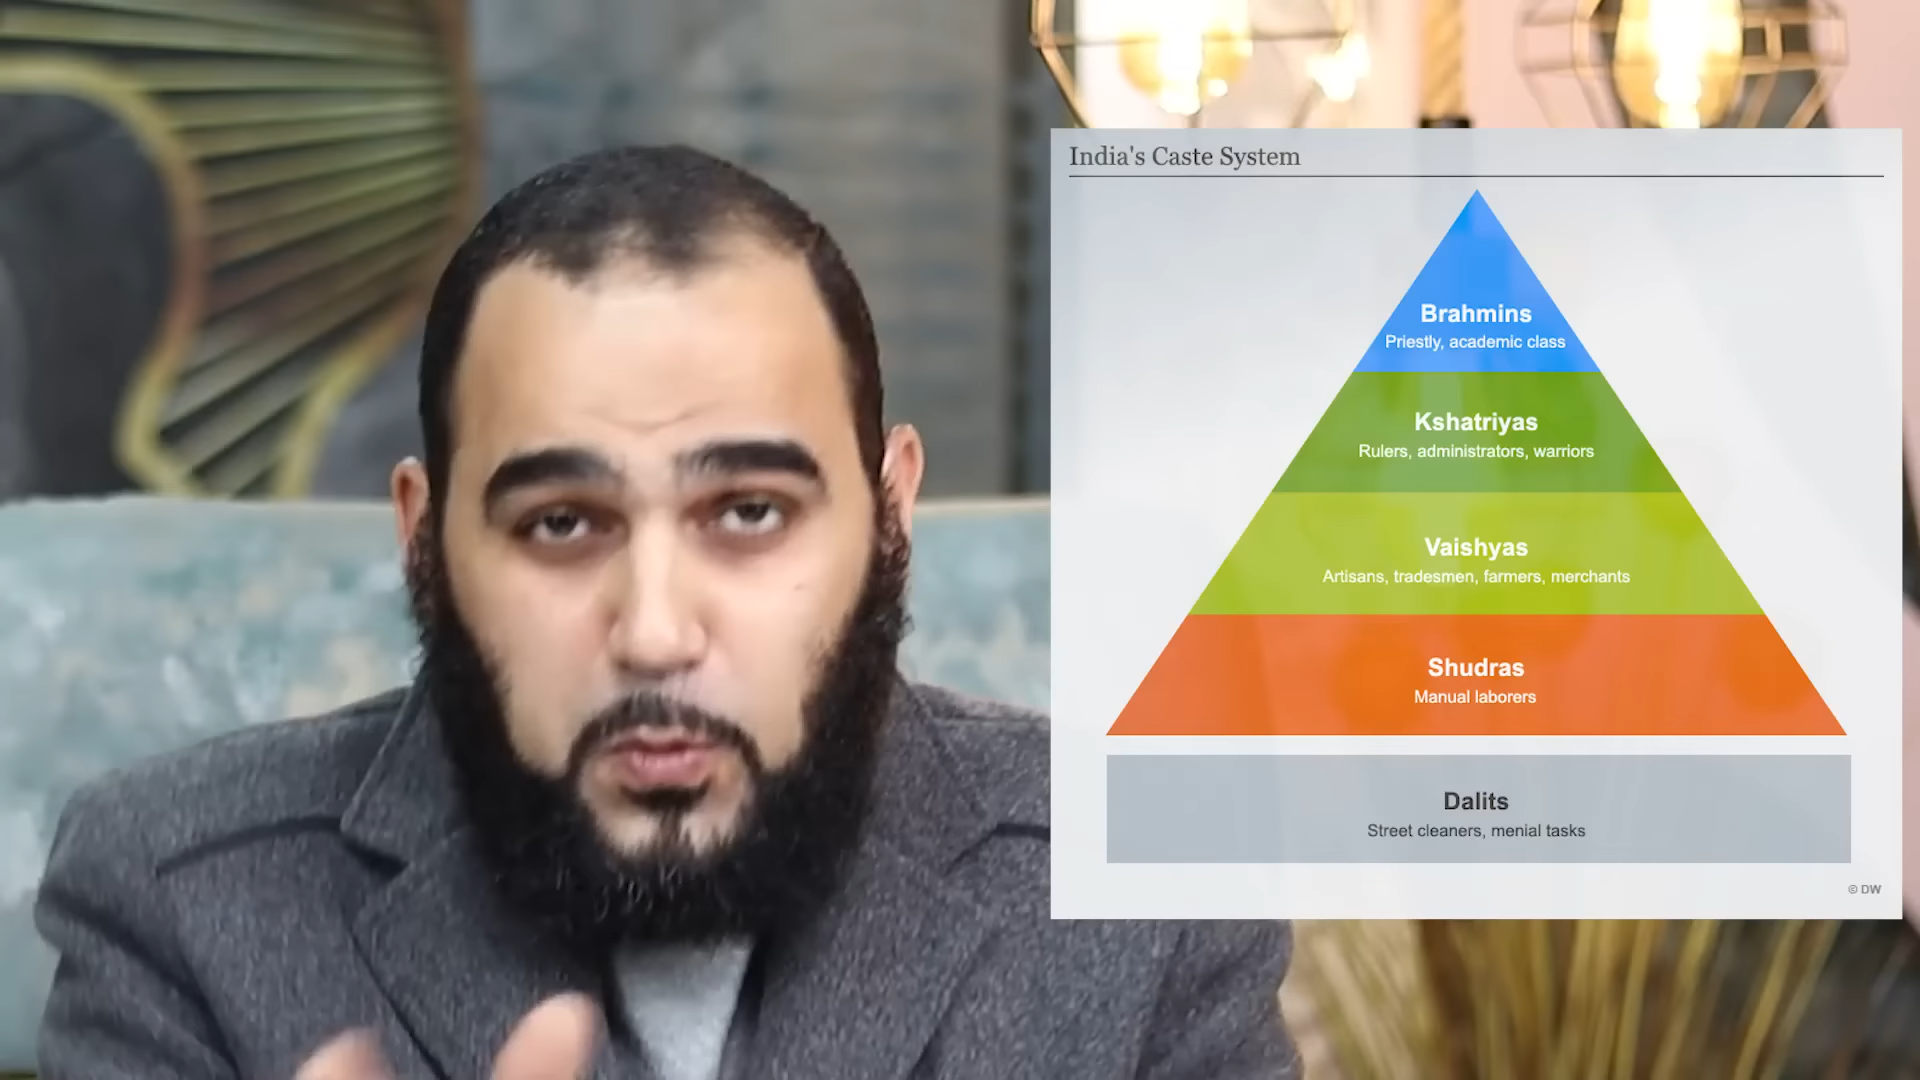 India's Caste System
Brahmins
Priestly, academic class
Kshatriyas
Rulers, administrators, warriors
Vaishyas
Artisans, tradesmen, farmers, merchants
Shudras
Manual laborers
Dalits
Street cleaners, menial tasks
© DW